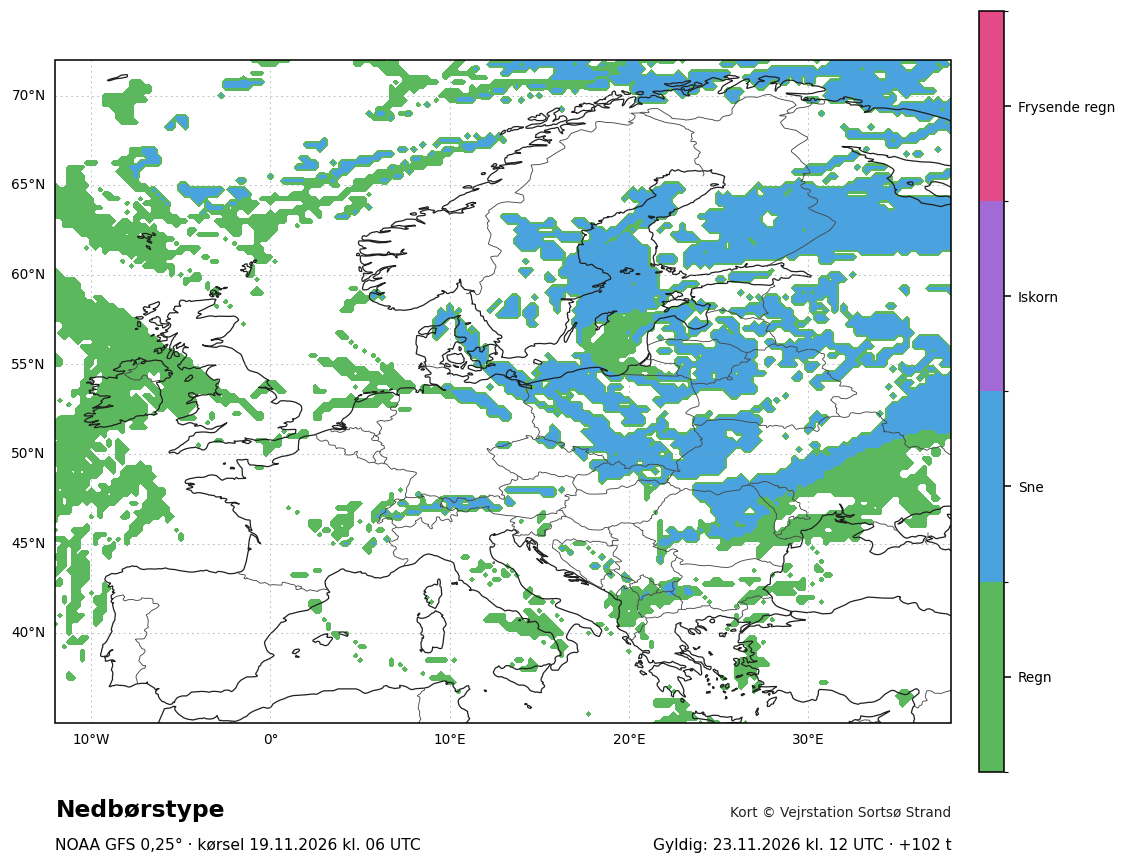 Frysende regn
Iskorn
Sne
Regn
70°N
65°N
60°N
55°N
50°N
45°N
40°N
10°W
0°
10°E
20°E
30°E
Nedbørstype
Kort © Vejrstation Sortsø Strand
NOAA GFS 0,25° · kørsel 19.11.2026 kl. 06 UTC
Gyldig: 23.11.2026 kl. 12 UTC · +102 t